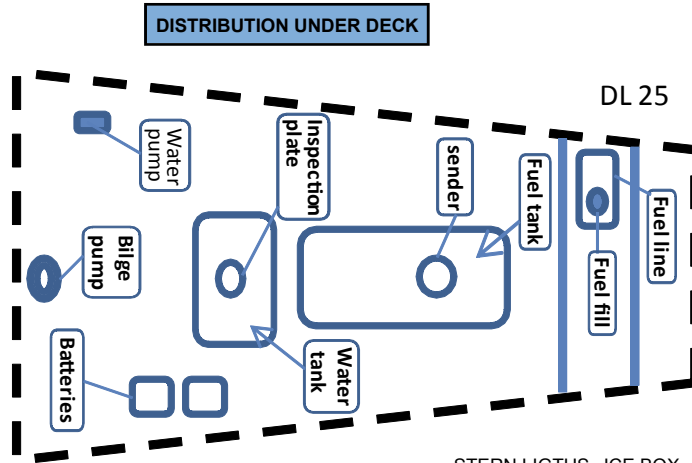 DISTRIBUTION UNDER DECK
DL 25
Water
pump
Inspection
plate
sender
Fuel tank
Fuel line
Fuel fill
Bilge
pump
Batteries
Water
tank